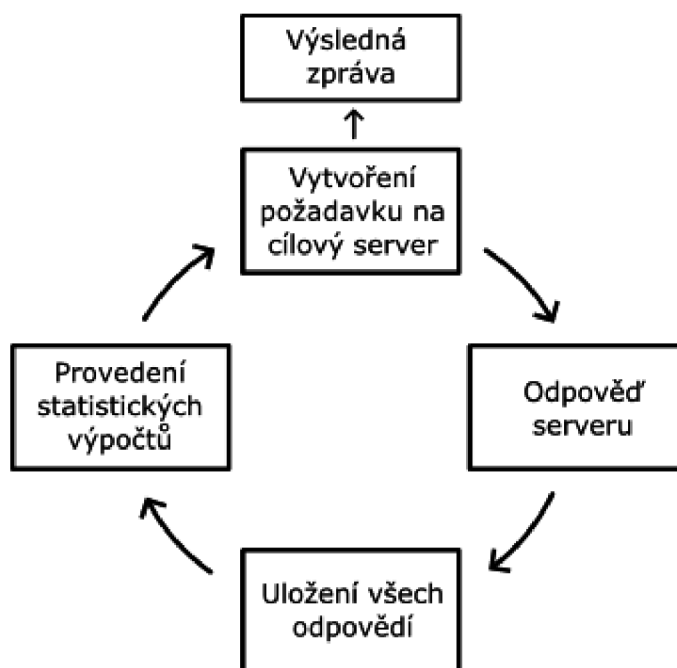 Výsledná
zpráva
Vytvoření
požadavku na
cílový server
Odpověď
serveru
Uložení všech
odpovědí
Provedení
statistických
výpočtů